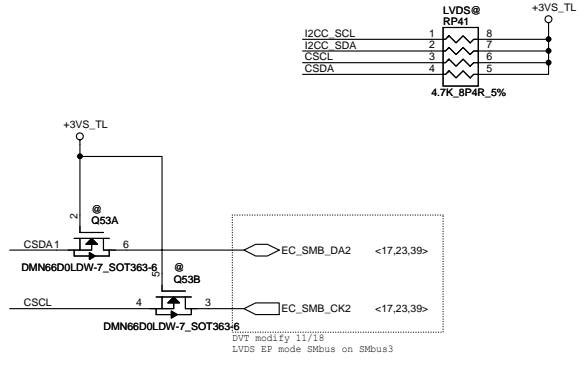 LVDS@
RP41
+3VS_TL
I2CC_SCL 1 8
I2CC_SDA 2 7
CSCL 3 6
CSDA 4 5
4.7K_8P4R_5%
+3VS_TL
2
@
Q53A
CSDA 1 6
EC_SMB_DA2 <17,23,39>
DMN66D0LDW-7_SOT363-6
5
@
Q53B
CSCL 4 3
EC_SMB_CK2 <17,23,39>
DMN66D0LDW-7_SOT363-6
DVT modify 11/18
LVDS EP mode SMbus on SMbus3